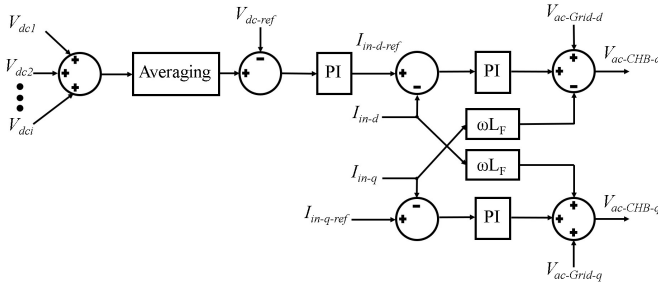 V_dc1
V_dc2
V_dci
Averaging
V_dc-ref
PI
I_in-d-ref
PI
V_ac-Grid-d
V_ac-CHB-d
I_in-d
ωL_F
I_in-q
ωL_F
I_in-q-ref
PI
V_ac-CHB-q
V_ac-Grid-q